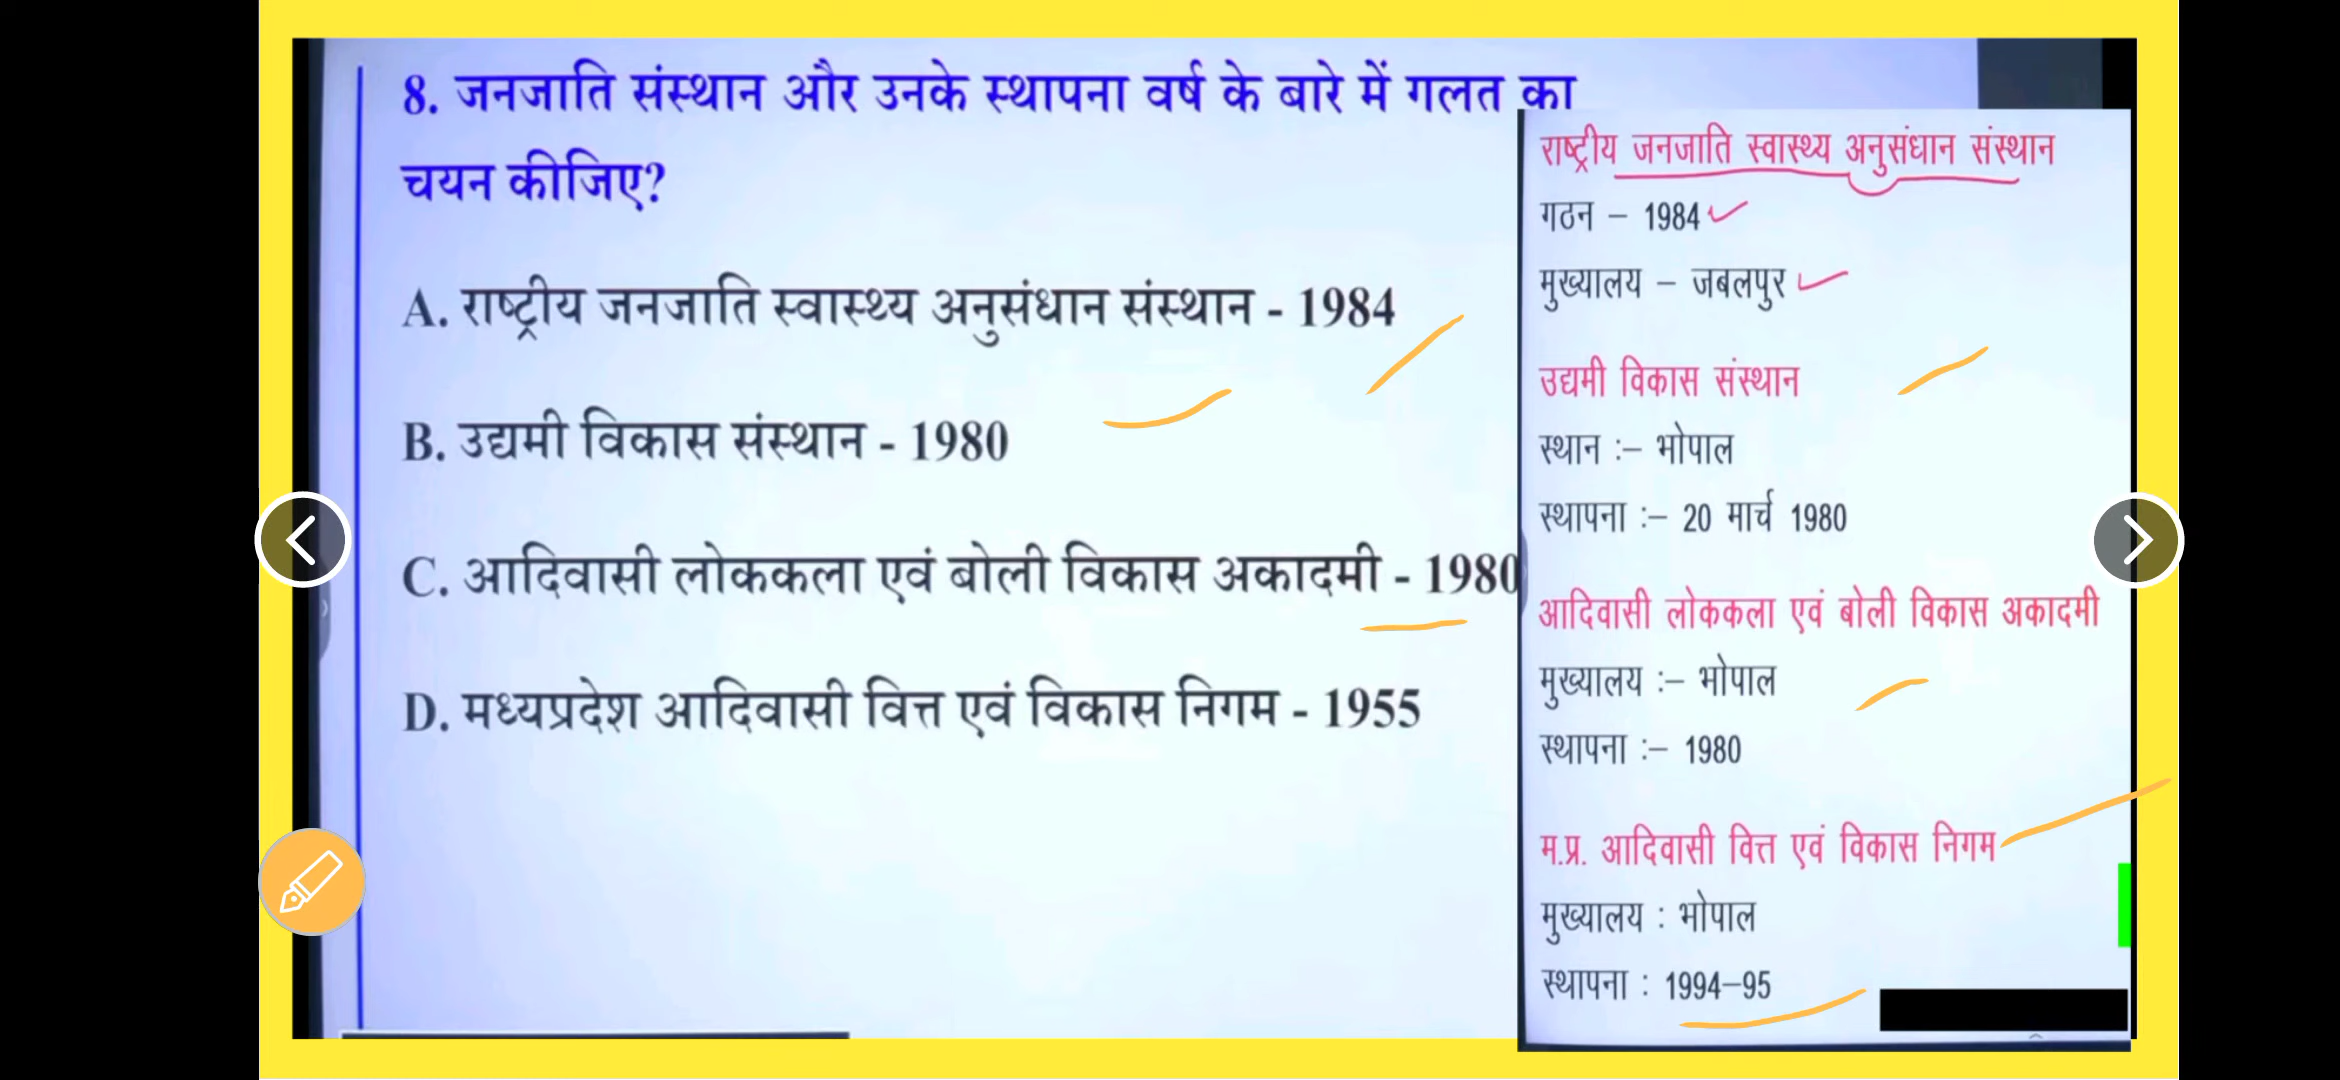 8. जनजाति संस्थान और उनके स्थापना वर्ष के बारे में गलत का
चयन कीजिए?
A. राष्ट्रीय जनजाति स्वास्थ्य अनुसंधान संस्थान - 1984
B. उद्यमी विकास संस्थान - 1980
C. आदिवासी लोककला एवं बोली विकास अकादमी - 1980
D. मध्यप्रदेश आदिवासी वित्त एवं विकास निगम - 1955
राष्ट्रीय जनजाति स्वास्थ्य अनुसंधान संस्थान
गठन – 1984
मुख्यालय – जबलपुर
उद्यमी विकास संस्थान
स्थान :– भोपाल
स्थापना :– 20 मार्च 1980
आदिवासी लोककला एवं बोली विकास अकादमी
मुख्यालय :– भोपाल
स्थापना :– 1980
म.प्र. आदिवासी वित्त एवं विकास निगम
मुख्यालय : भोपाल
स्थापना : 1994–95